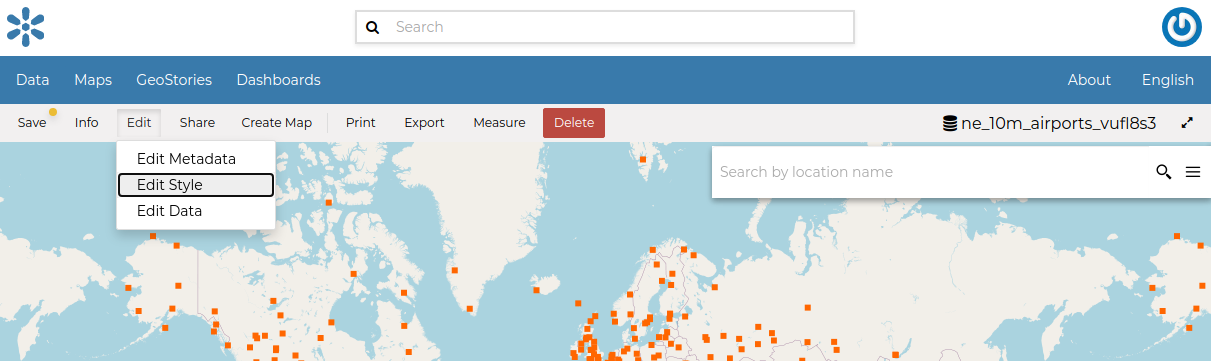 Search
Data Maps GeoStories Dashboards About English
Save Info Edit Share Create Map Print Export Measure Delete ne_10m_airports_vufl8s3
Edit Metadata
Edit Style
Edit Data
Search by location name